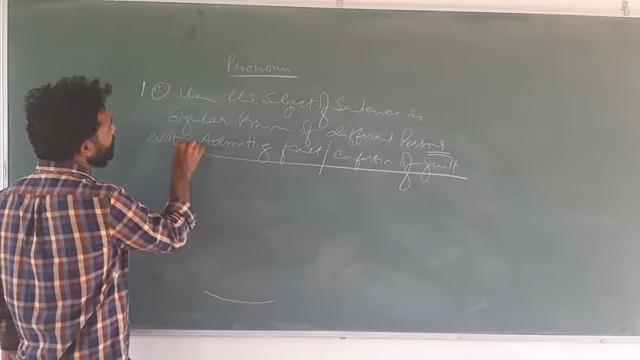 Pronoun
1 When the Subject of Sentence is
Singular Pronoun of different Persons
not Admitting fault / confession of guilt